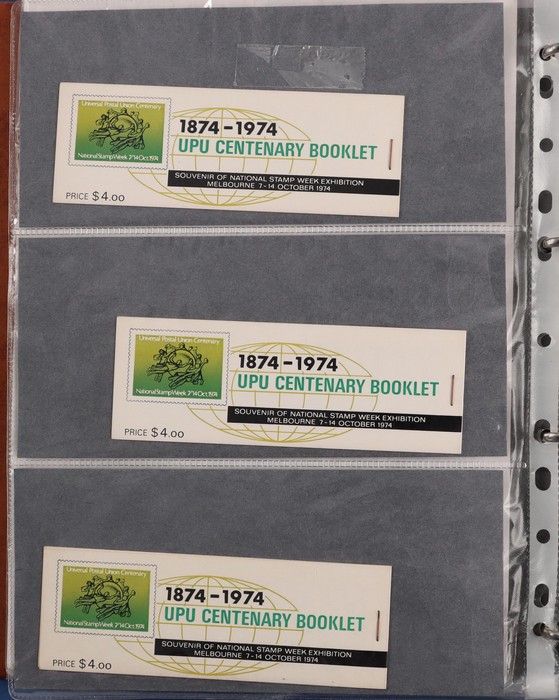 Universal Postal Union Centenary
National Stamp Week 7-14 Oct. 1974
1874-1974
UPU CENTENARY BOOKLET
SOUVENIR OF NATIONAL STAMP WEEK EXHIBITION
MELBOURNE 7-14 OCTOBER 1974
PRICE $4.00
Universal Postal Union Centenary
National Stamp Week 7-14 Oct. 1974
1874-1974
UPU CENTENARY BOOKLET
SOUVENIR OF NATIONAL STAMP WEEK EXHIBITION
MELBOURNE 7-14 OCTOBER 1974
PRICE $4.00
Universal Postal Union Centenary
National Stamp Week 7-14 Oct. 1974
1874-1974
UPU CENTENARY BOOKLET
SOUVENIR OF NATIONAL STAMP WEEK EXHIBITION
MELBOURNE 7-14 OCTOBER 1974
PRICE $4.00